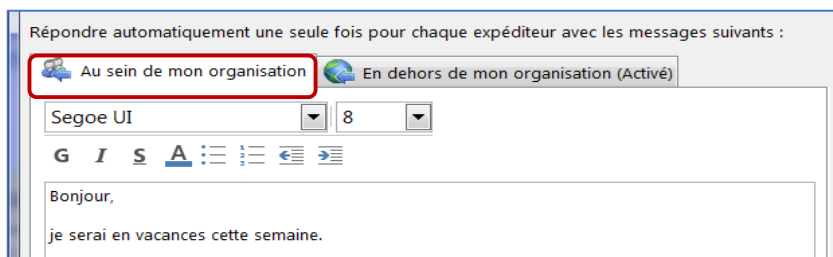 Répondre automatiquement une seule fois pour chaque expéditeur avec les messages suivants :
Au sein de mon organisation En dehors de mon organisation (Activé)
Segoe UI 8
G I S A
Bonjour,
je serai en vacances cette semaine.